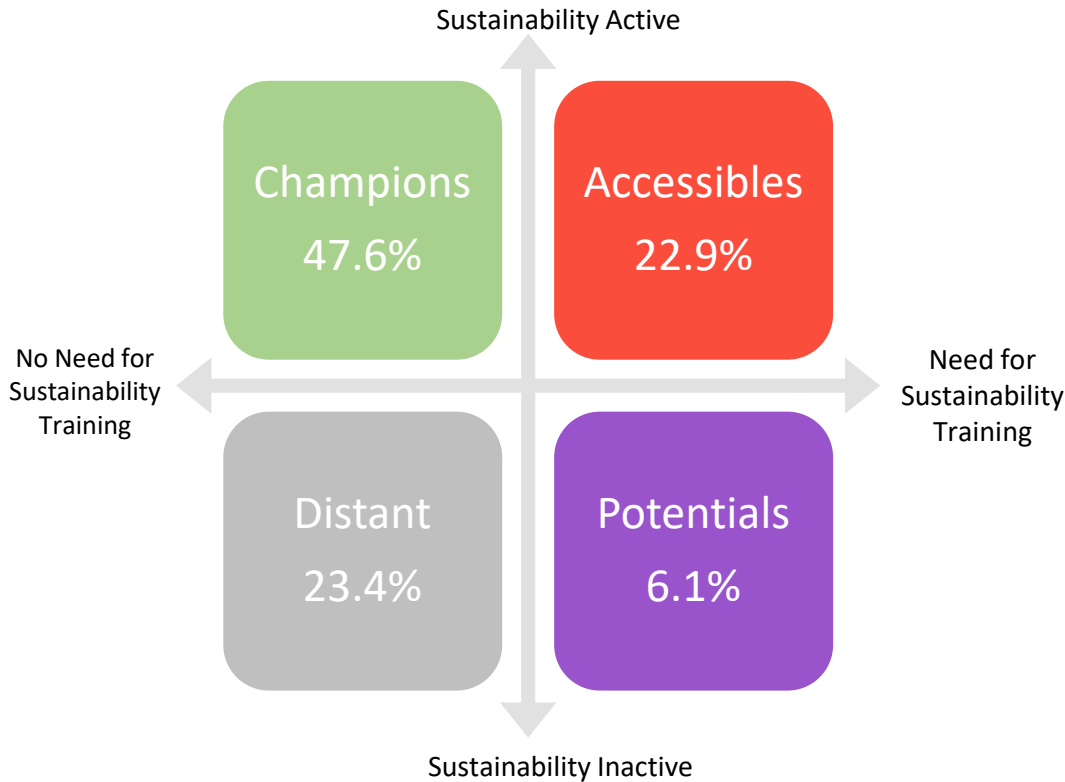 Sustainability Active
Champions
47.6%
Accessibles
22.9%
No Need for
Sustainability
Training
Need for
Sustainability
Training
Distant
23.4%
Potentials
6.1%
Sustainability Inactive